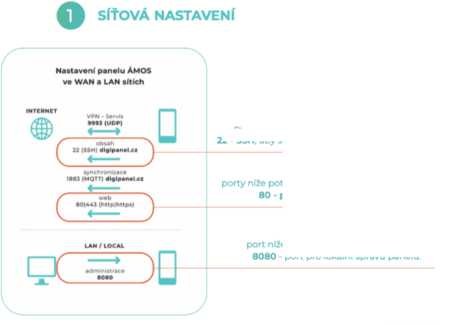 1 SÍŤOVÁ NASTAVENÍ
Nastavení panelu ÁMOS
ve WAN a LAN sítích
INTERNET
VPN – Servis
9993 (UDP)
obsah
22 (SSH) digipanel.cz
22 - SSH,
synchronizace
1883 (MQTT) digipanel.cz
porty níže
web
80|443 (http/https)
80 -
LAN / LOCAL
port níže
administrace
8080
8080 - port pro lokální správu panelu.